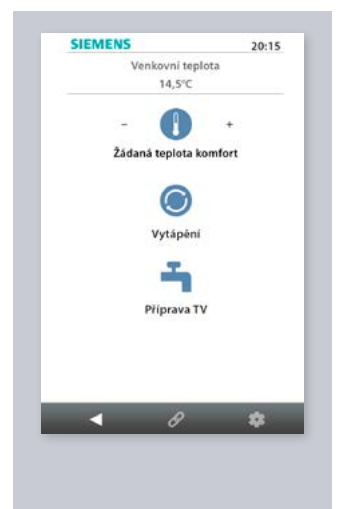 SIEMENS 20:15
Venkovní teplota
14,5°C
- +
Žádaná teplota komfort
Vytápění
Příprava TV